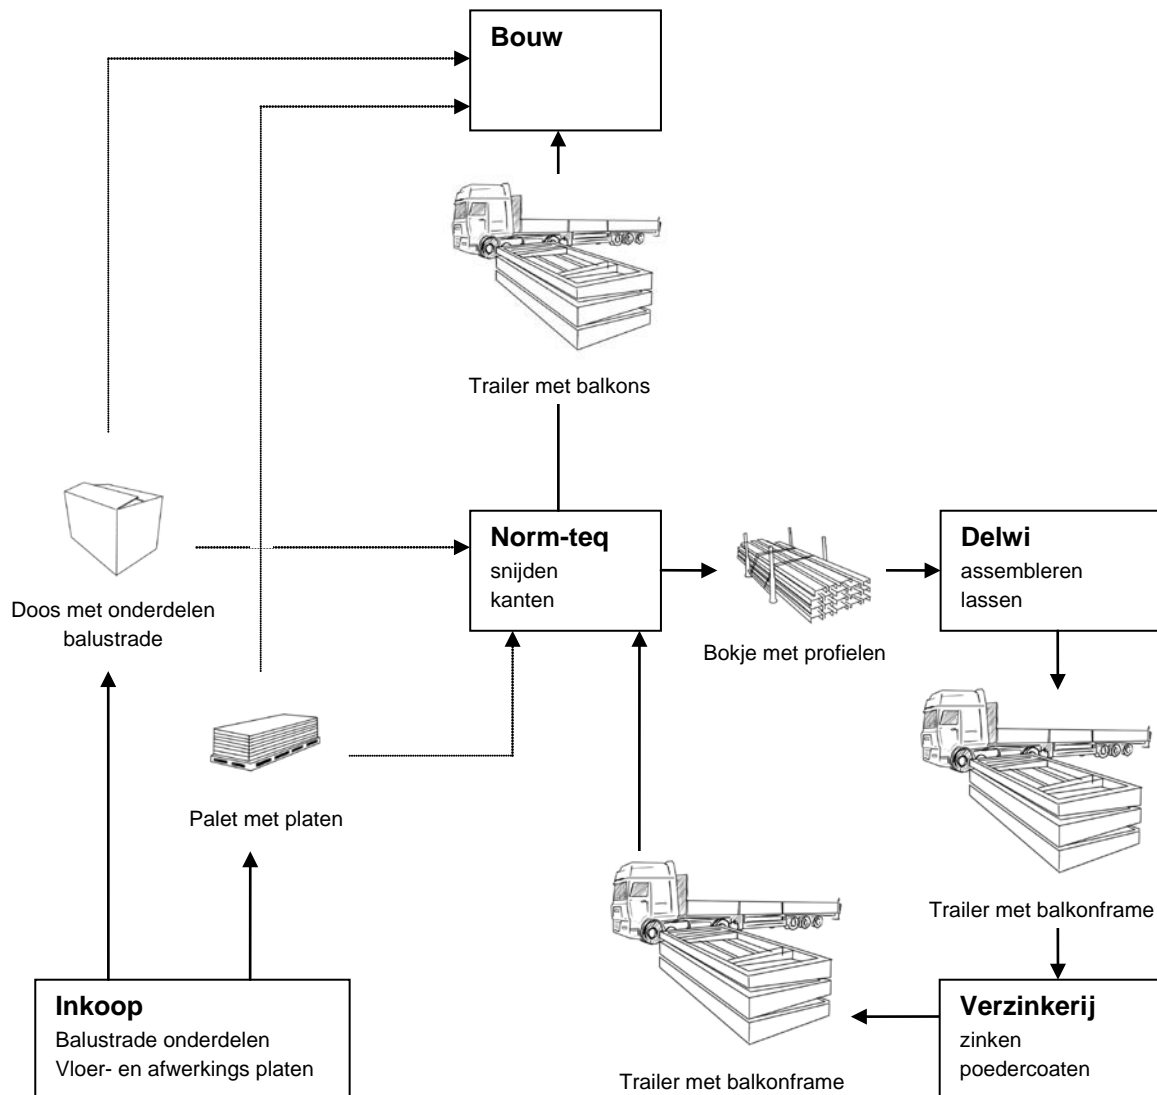 Bouw
Trailer met balkons
Norm-teq
snijden
kanten
Delwi
assembleren
lassen
Doos met onderdelen
balustrade
Bokje met profielen
Palet met platen
Trailer met balkonframe
Inkoop
Balustrade onderdelen
Vloer- en afwerkings platen
Verzinkerij
zinken
poedercoaten
Trailer met balkonframe